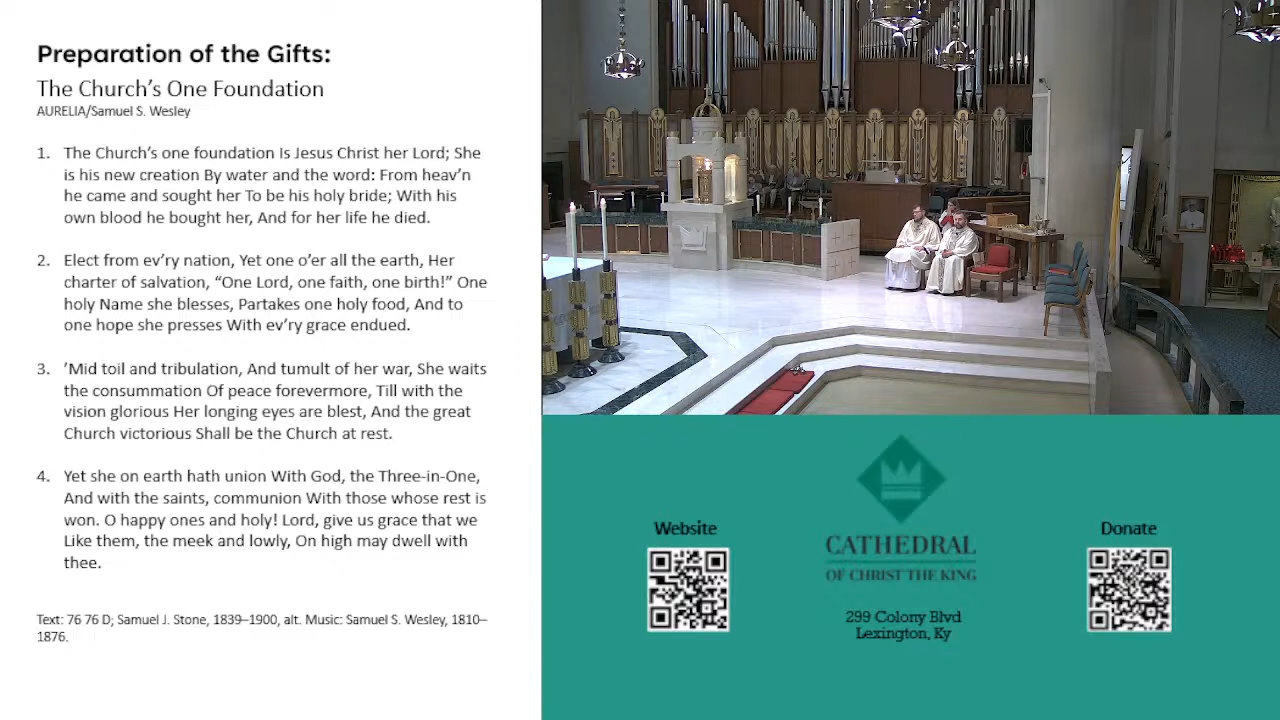 Preparation of the Gifts:
The Church's One Foundation
AURELIA/Samuel S. Wesley
1. The Church's one foundation Is Jesus Christ her Lord; She
is his new creation By water and the word: From heav'n
he came and sought her To be his holy bride; With his
own blood he bought her, And for her life he died.
2. Elect from ev'ry nation, Yet one o'er all the earth, Her
charter of salvation, "One Lord, one faith, one birth!" One
holy Name she blesses, Partakes one holy food, And to
one hope she presses With ev'ry grace endued.
3. 'Mid toil and tribulation, And tumult of her war, She waits
the consummation Of peace forevermore, Till with the
vision glorious Her longing eyes are blest, And the great
Church victorious Shall be the Church at rest.
4. Yet she on earth hath union With God, the Three-in-One,
And with the saints, communion With those whose rest is
won. O happy ones and holy! Lord, give us grace that we
Like them, the meek and lowly, On high may dwell with
thee.
Text: 76 76 D; Samuel J. Stone, 1839–1900, alt. Music: Samuel S. Wesley, 1810–
1876.
Website
CATHEDRAL
OF CHRIST THE KING
299 Colony Blvd
Lexington, Ky
Donate